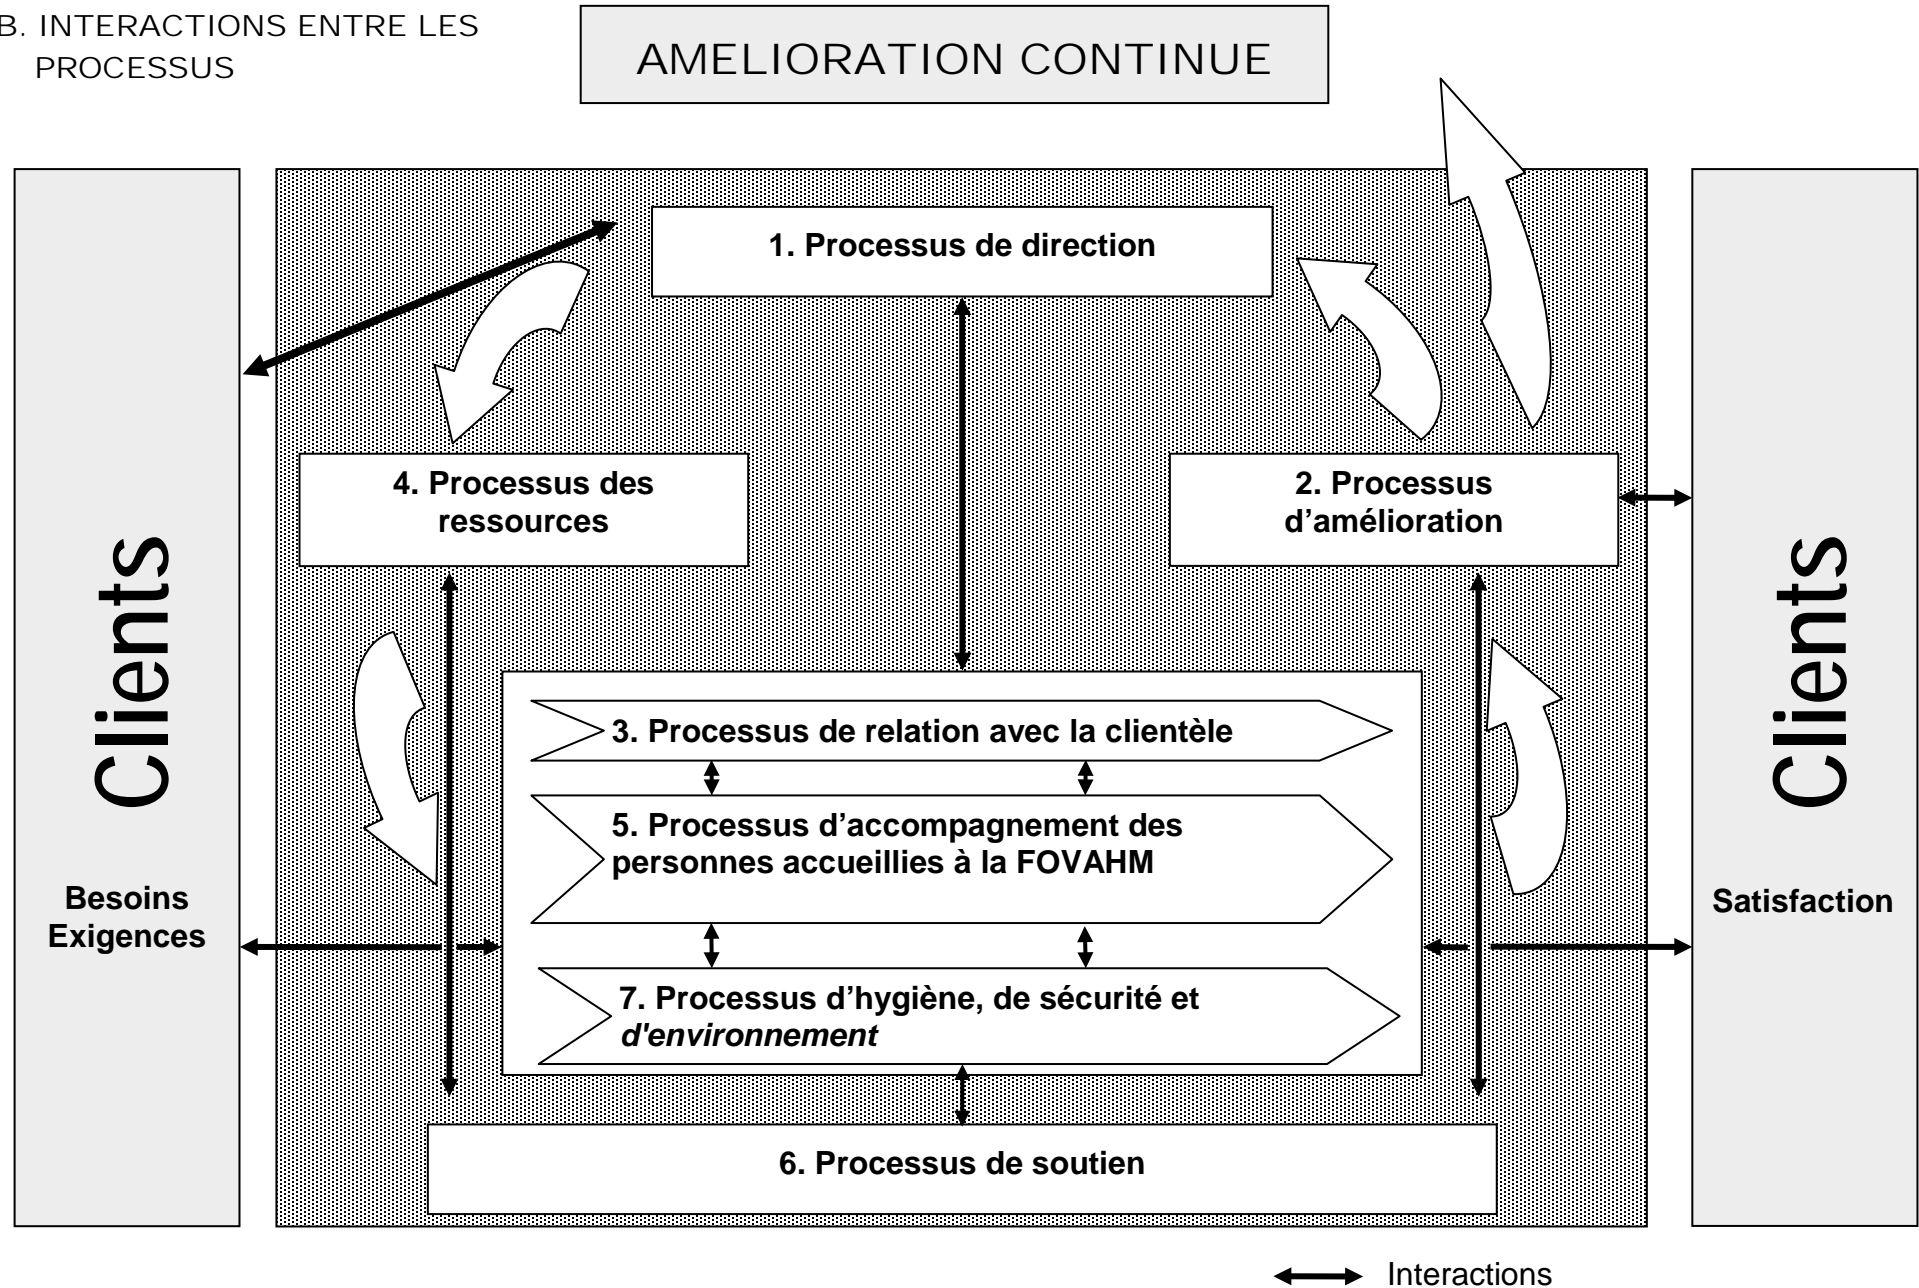 B. INTERACTIONS ENTRE LES
PROCESSUS
AMELIORATION CONTINUE
1. Processus de direction
4. Processus des
ressources
2. Processus
d’amélioration
Clients
Besoins
Exigences
3. Processus de relation avec la clientèle
5. Processus d’accompagnement des
personnes accueillies à la FOVAHM
7. Processus d’hygiène, de sécurité et
d'environnement
6. Processus de soutien
Clients
Satisfaction
Interactions